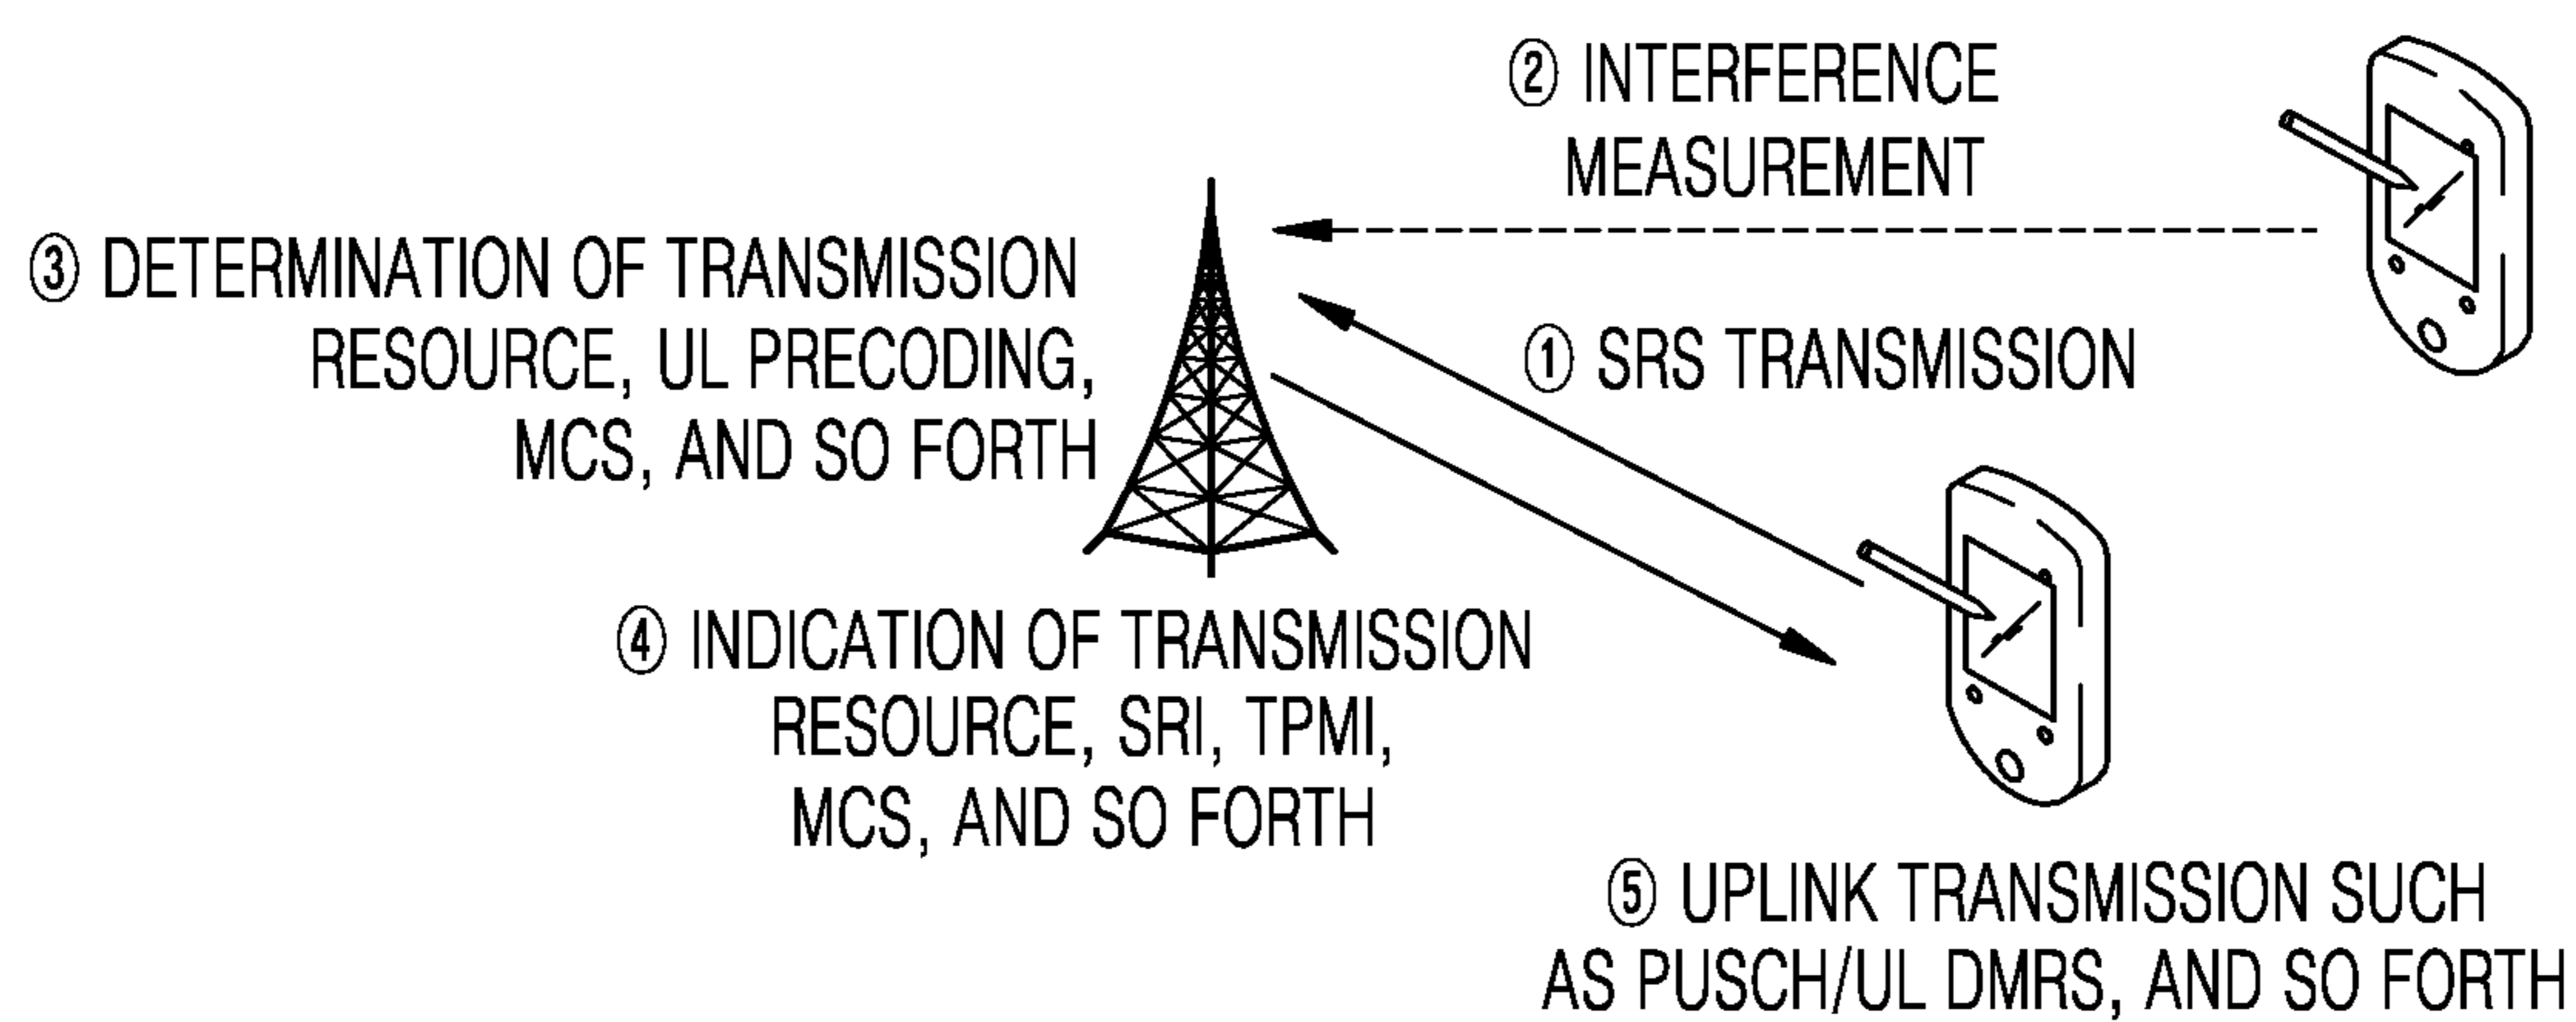 ② INTERFERENCE
MEASUREMENT
③ DETERMINATION OF TRANSMISSION
RESOURCE, UL PRECODING,
MCS, AND SO FORTH
① SRS TRANSMISSION
④ INDICATION OF TRANSMISSION
RESOURCE, SRI, TPMI,
MCS, AND SO FORTH
⑤ UPLINK TRANSMISSION SUCH
AS PUSCH/UL DMRS, AND SO FORTH